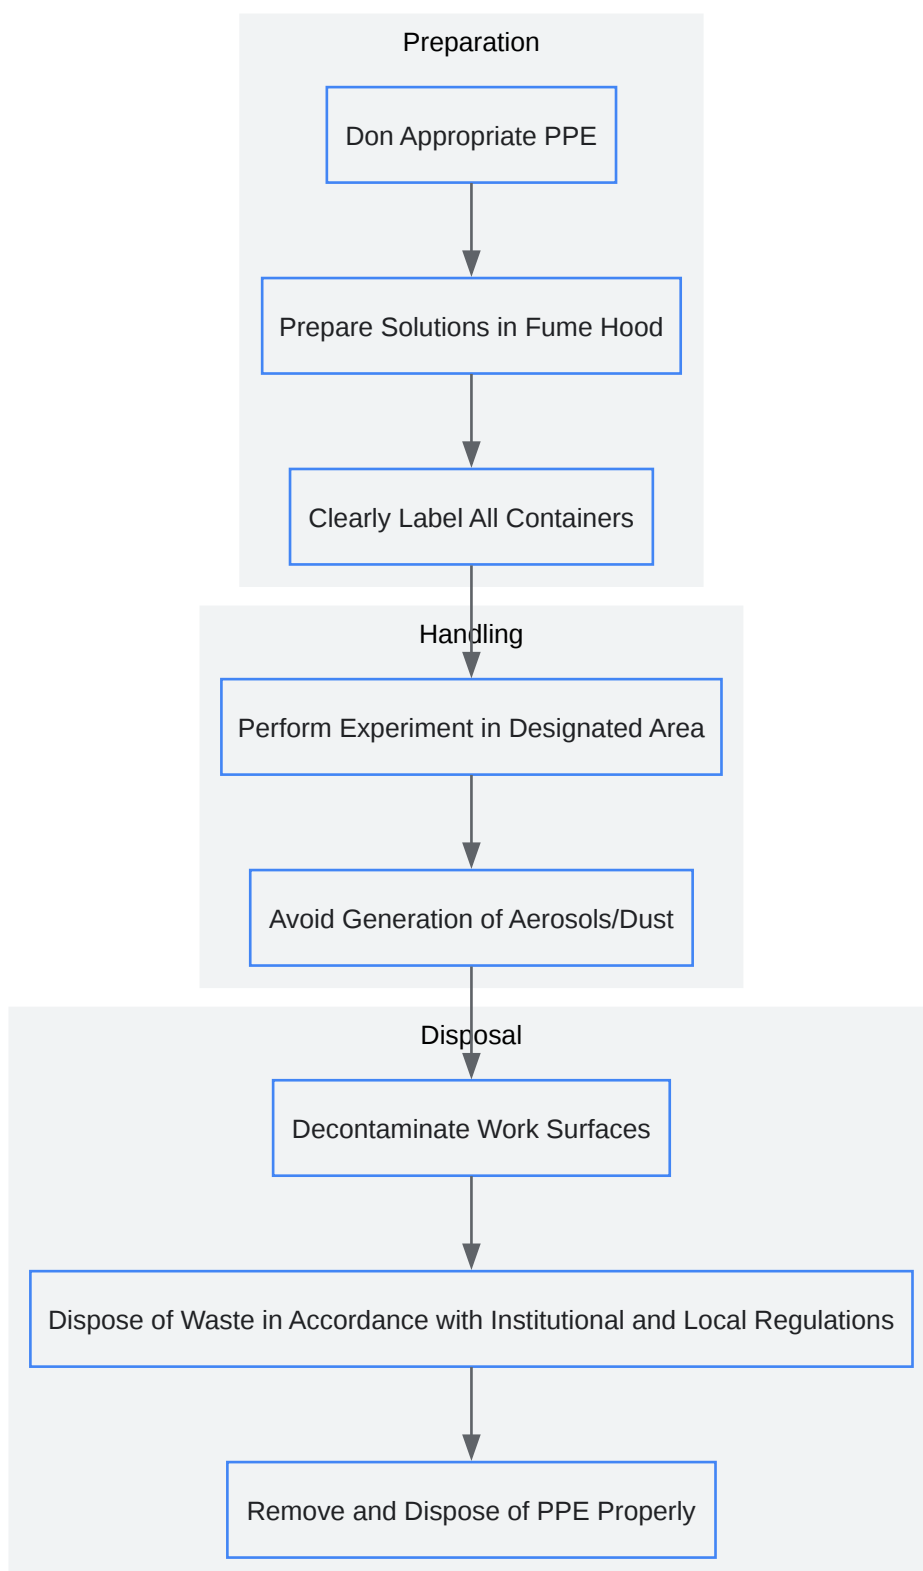 Preparation
Don Appropriate PPE
Prepare Solutions in Fume Hood
Clearly Label All Containers
Handling
Perform Experiment in Designated Area
Avoid Generation of Aerosols/Dust
Disposal
Decontaminate Work Surfaces
Dispose of Waste in Accordance with Institutional and Local Regulations
Remove and Dispose of PPE Properly